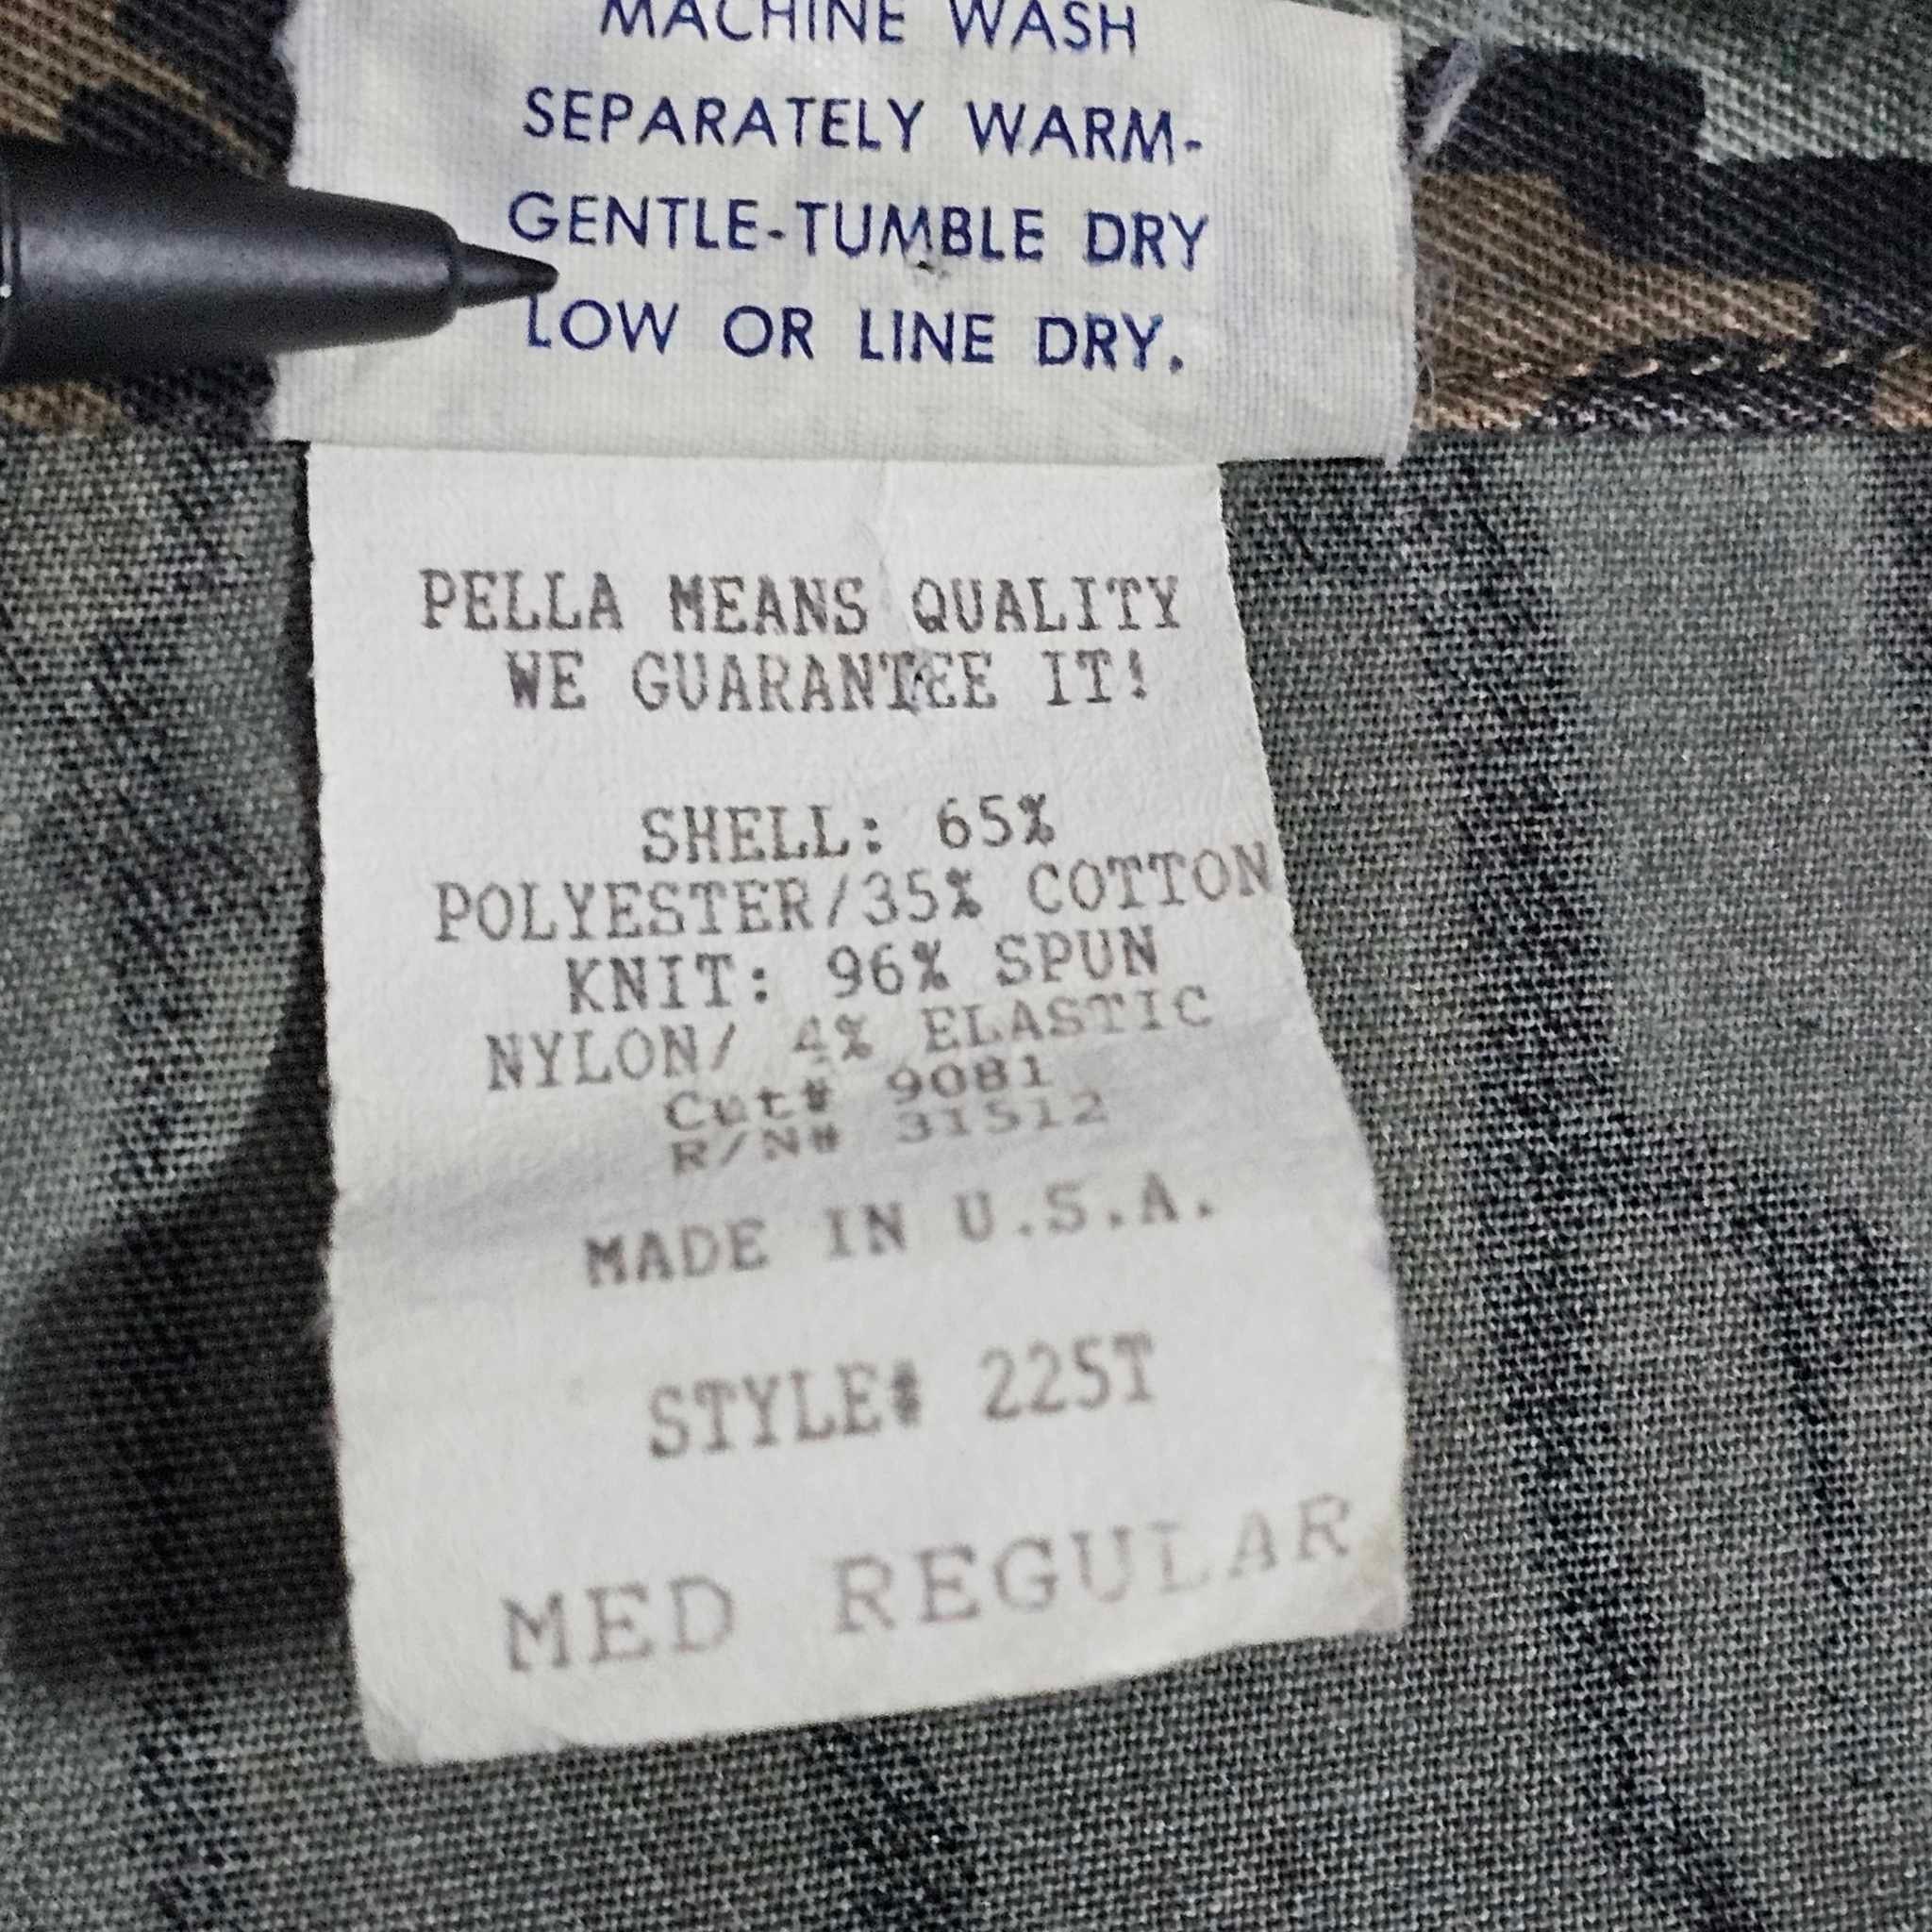 MACHINE WASH
SEPARATELY WARM-
GENTLE-TUMBLE DRY
LOW OR LINE DRY.
PELLA MEANS QUALITY
WE GUARANTEE IT!
SHELL: 65%
POLYESTER/35% COTTON
KNIT: 96% SPUN
NYLON/ 4% ELASTIC
Cut# 9081
R/N# 31512
MADE IN U.S.A.
STYLE# 225T
MED REGULAR